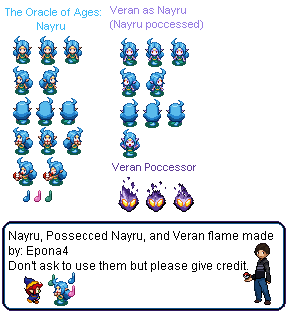 The Oracle of Ages:
Nayru
Veran as Nayru
(Nayru poccessed)
Veran Poccessor
Nayru, Possecced Nayru, and Veran flame made
by: Epona4
Don't ask to use them but please give credit.